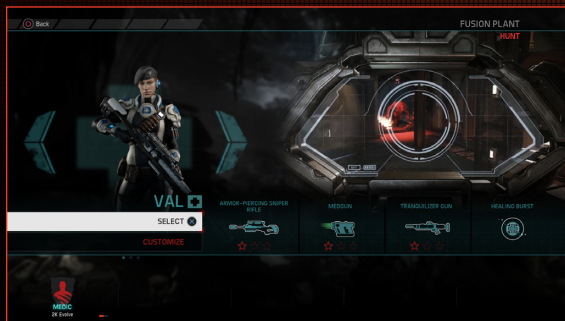 Back
FUSION PLANT
HUNT
VAL
SELECT
CUSTOMIZE
ARMOR-PIERCING SNIPER
RIFLE
MEDGUN
TRANQUILIZER GUN
HEALING BURST
MEDIC
2K Evolve